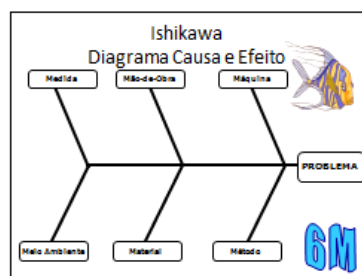 Ishikawa
Diagrama Causa e Efeito
Medida
Mão-de-Obra
Máquina
PROBLEMA
Meio Ambiente
Material
Método
6M